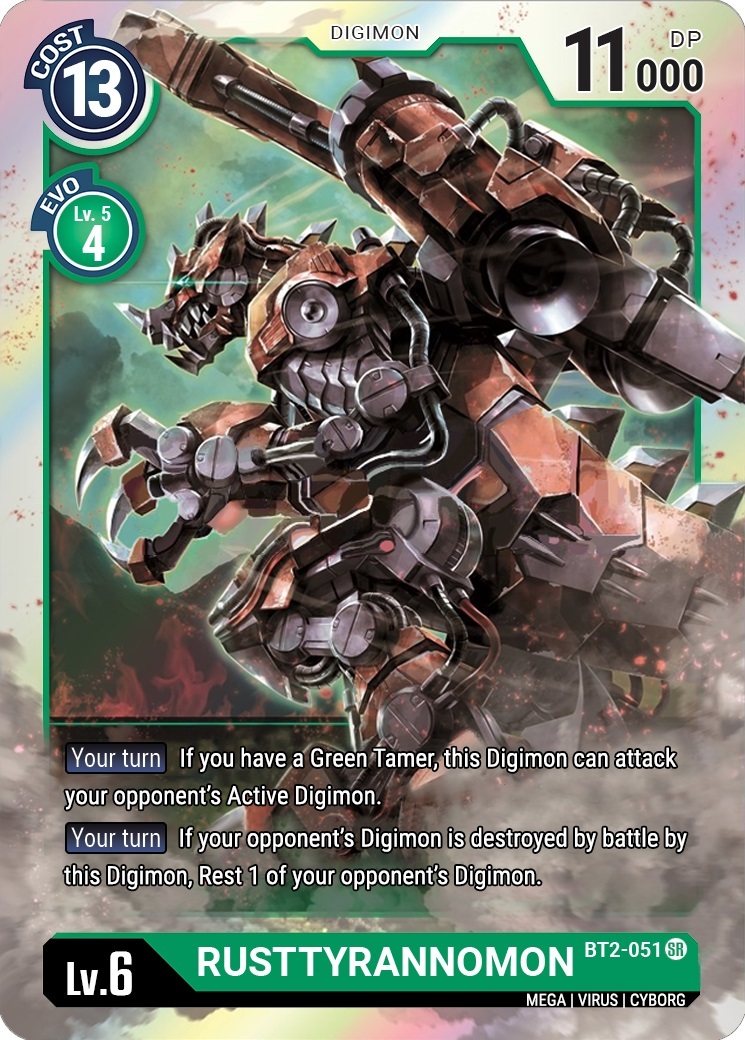 DIGIMON
COST
13
11000
DP
EVO
Lv. 5
4
Your turn If you have a Green Tamer, this Digimon can attack
your opponent's Active Digimon.
Your turn If your opponent's Digimon is destroyed by battle by
this Digimon, Rest 1 of your opponent's Digimon.
Lv.6
RUSTTYRANNOMON
BT2-051 SR
MEGA | VIRUS | CYBORG